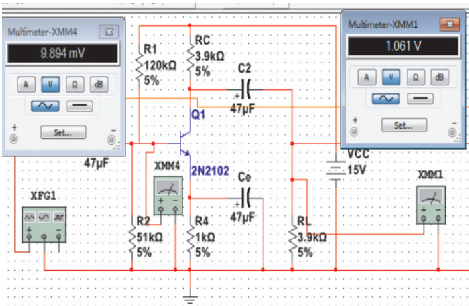 Multimeter-XMM4
9.894 mV
A
V
Ω
dB
+
Set...
-
Multimeter-XMM1
1.061 V
A
V
Ω
dB
+
Set...
-
R1
120kΩ
5%
RC
3.9kΩ
5%
C2
47µF
Q1
2N2102
47µF
XMM4
XFG1
VCC
15V
XMM1
Ce
47µF
R2
51kΩ
5%
R4
1kΩ
5%
RL
3.9kΩ
5%